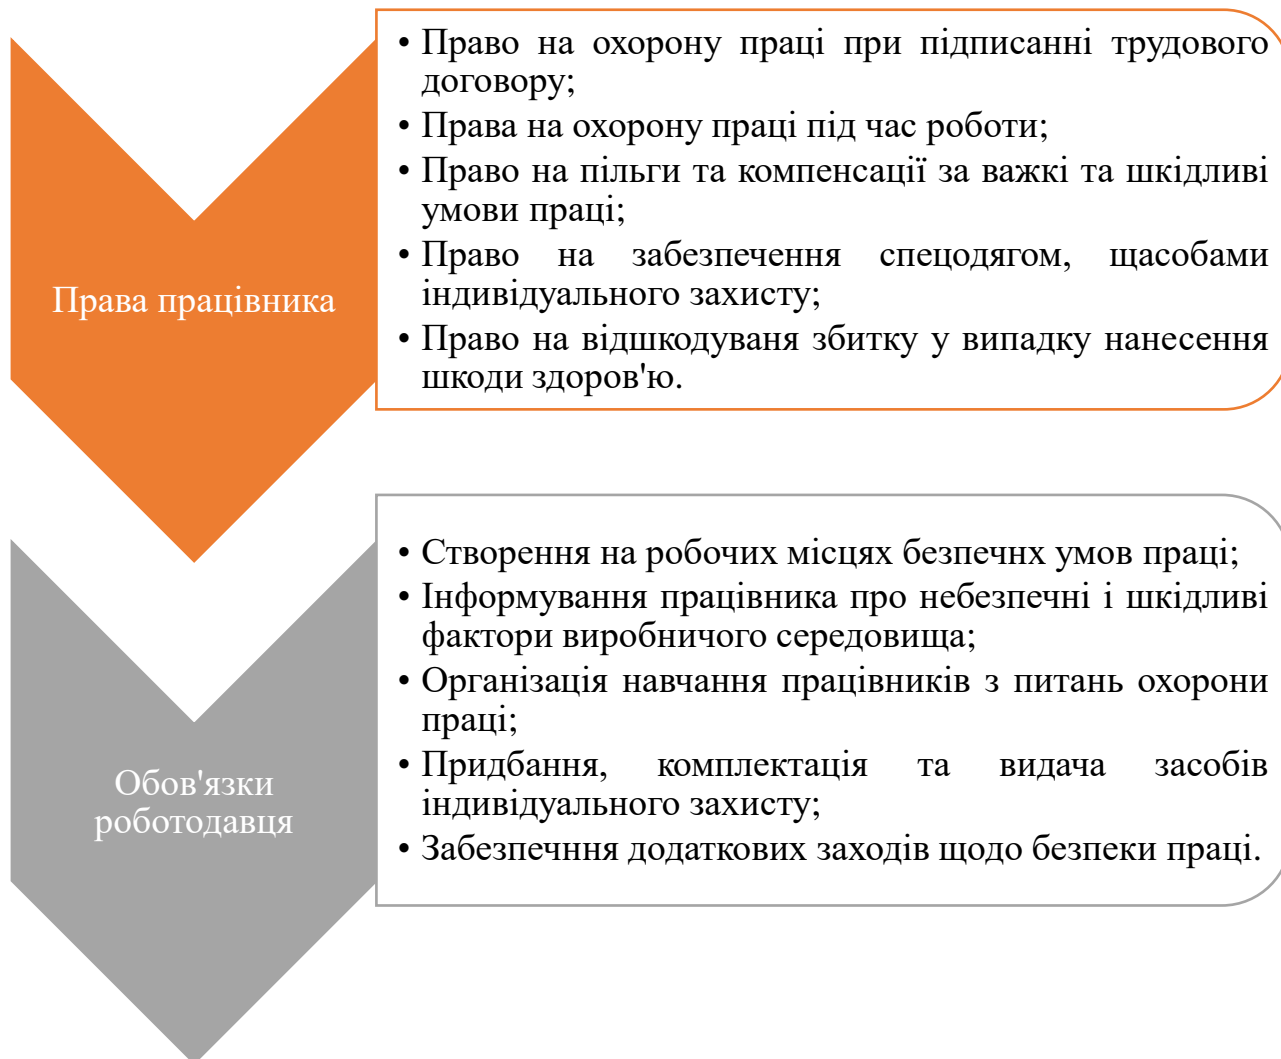 Права працівника
• Право на охорону праці при підписанні трудового
договору;
• Права на охорону праці під час роботи;
• Право на пільги та компенсації за важкі та шкідливі
умови праці;
• Право на забезпечення спецодягом, щасобами
індивідуального захисту;
• Право на відшкодуваня збитку у випадку нанесення
шкоди здоров'ю.
Обов'язки
роботодавця
• Створення на робочих місцях безпечнх умов праці;
• Інформування працівника про небезпечні і шкідливі
фактори виробничого середовища;
• Організація навчання працівників з питань охорони
праці;
• Придбання, комплектація та видача засобів
індивідуального захисту;
• Забезпечння додаткових заходів щодо безпеки праці.